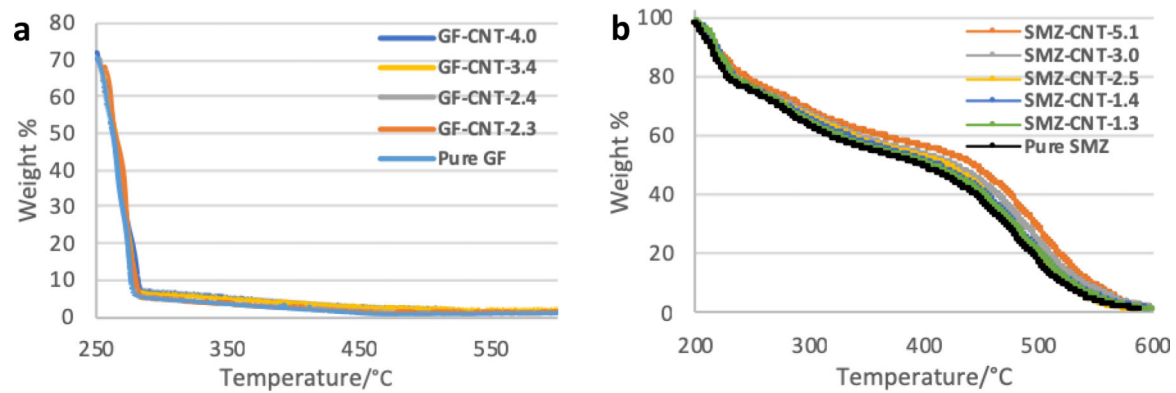 a
80
70
60
50
40
30
20
10
0
Weight %
250
350
450
550
Temperature/°C
GF-CNT-4.0
GF-CNT-3.4
GF-CNT-2.4
GF-CNT-2.3
Pure GF
b
100
80
60
40
20
0
Weight %
200
300
400
500
600
Temperature/°C
SMZ-CNT-5.1
SMZ-CNT-3.0
SMZ-CNT-2.5
SMZ-CNT-1.4
SMZ-CNT-1.3
Pure SMZ